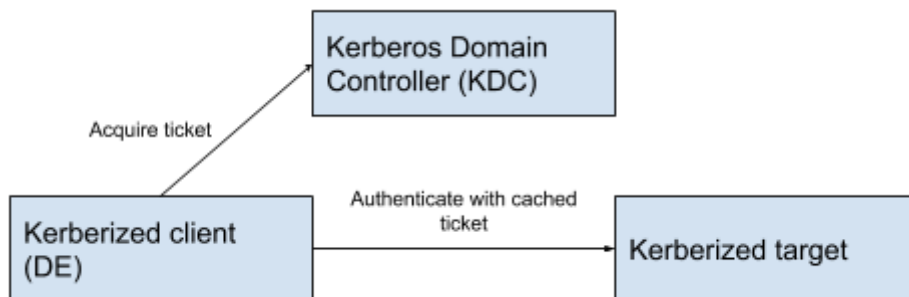 Kerberos Domain
Controller (KDC)
Acquire ticket
Authenticate with cached
ticket
Kerberized client
(DE)
Kerberized target